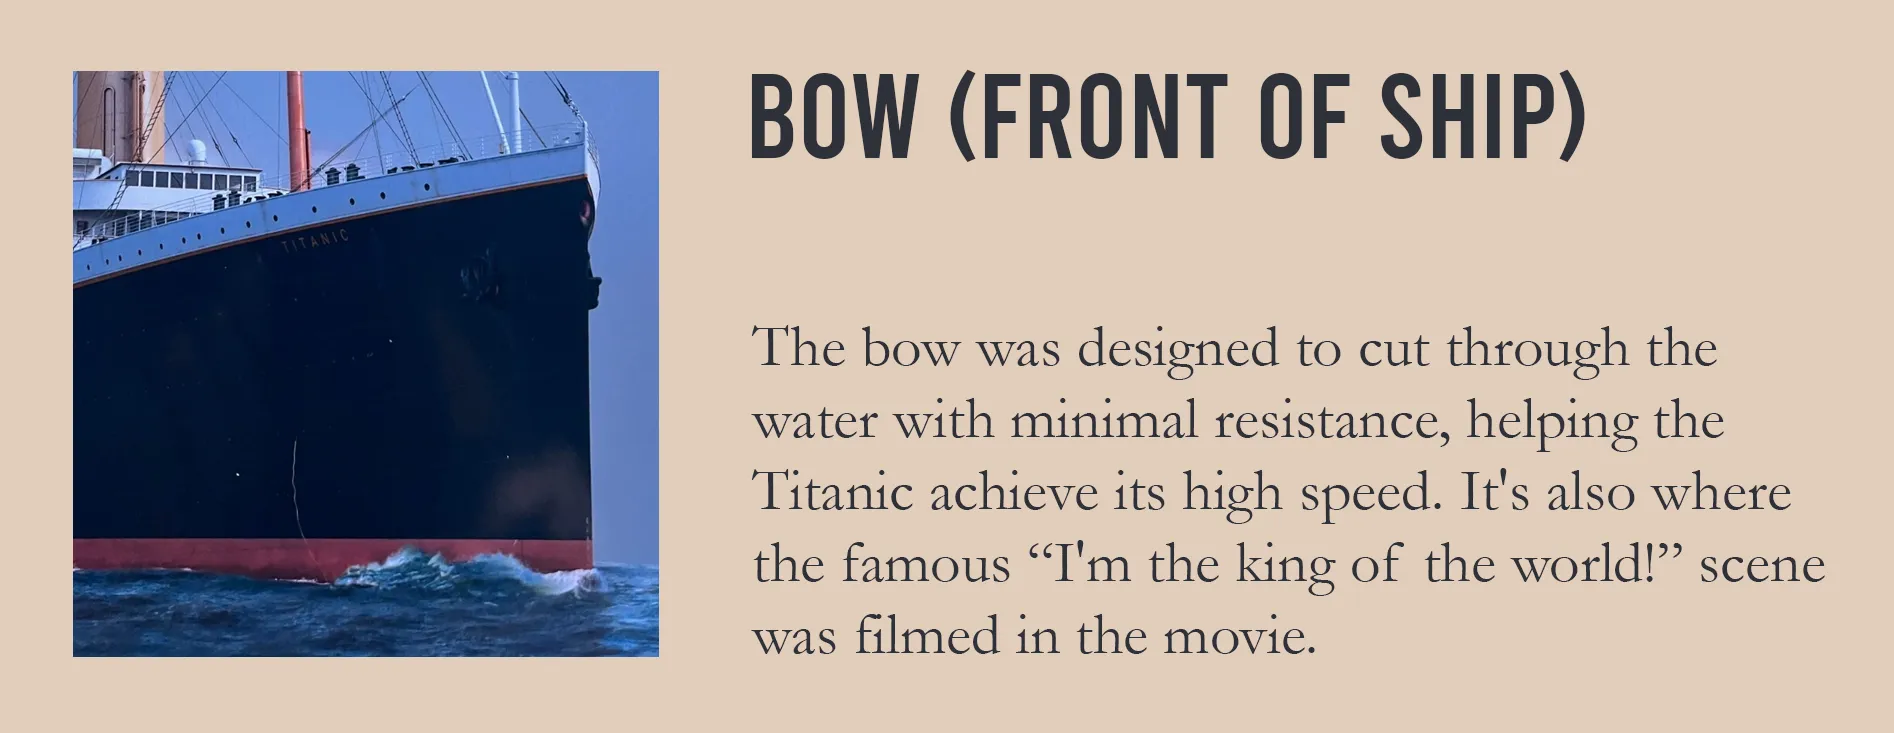 BOW (FRONT OF SHIP)
TITANIC
The bow was designed to cut through the
water with minimal resistance, helping the
Titanic achieve its high speed. It's also where
the famous “I'm the king of the world!” scene
was filmed in the movie.